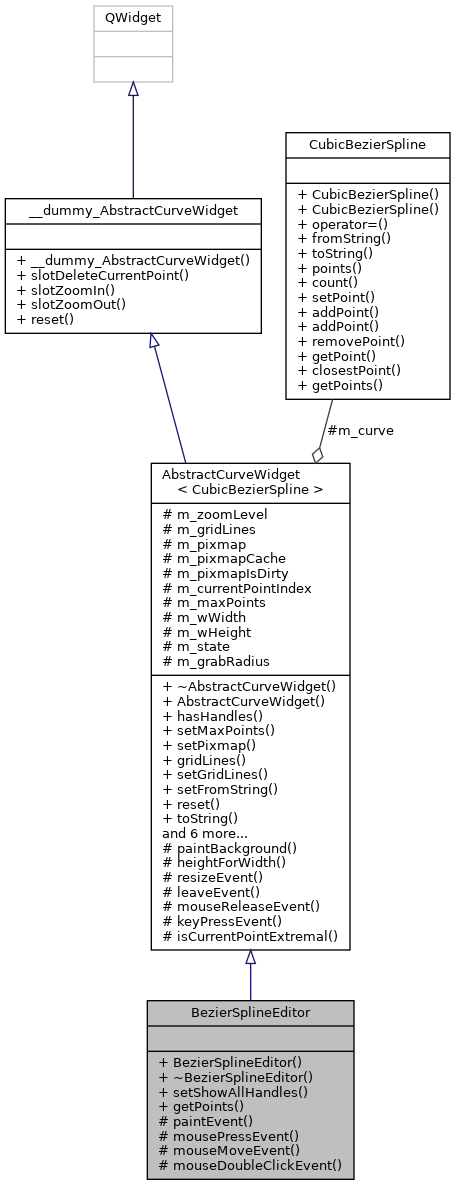 QWidget
CubicBezierSpline
+ CubicBezierSpline()
+ CubicBezierSpline()
+ operator=()
+ fromString()
+ toString()
+ points()
+ count()
+ setPoint()
+ addPoint()
+ addPoint()
+ removePoint()
+ getPoint()
+ closestPoint()
+ getPoints()
__dummy_AbstractCurveWidget
+ __dummy_AbstractCurveWidget()
+ slotDeleteCurrentPoint()
+ slotZoomIn()
+ slotZoomOut()
+ reset()
#m_curve
AbstractCurveWidget
< CubicBezierSpline >
# m_zoomLevel
# m_gridLines
# m_pixmap
# m_pixmapCache
# m_pixmapIsDirty
# m_currentPointIndex
# m_maxPoints
# m_wWidth
# m_wHeight
# m_state
# m_grabRadius
+ ~AbstractCurveWidget()
+ AbstractCurveWidget()
+ hasHandles()
+ setMaxPoints()
+ setPixmap()
+ gridLines()
+ setGridLines()
+ setFromString()
+ reset()
+ toString()
and 6 more...
# paintBackground()
# heightForWidth()
# resizeEvent()
# leaveEvent()
# mouseReleaseEvent()
# keyPressEvent()
# isCurrentPointExtremal()
BezierSplineEditor
+ BezierSplineEditor()
+ ~BezierSplineEditor()
+ setShowAllHandles()
+ getPoints()
# paintEvent()
# mousePressEvent()
# mouseMoveEvent()
# mouseDoubleClickEvent()